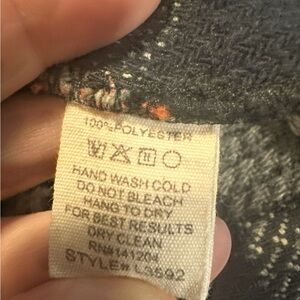 100% POLYESTER
HAND WASH COLD
DO NOT BLEACH
HANG TO DRY
FOR BEST RESULTS
DRY CLEAN
RN#141204
STYLE# L3592